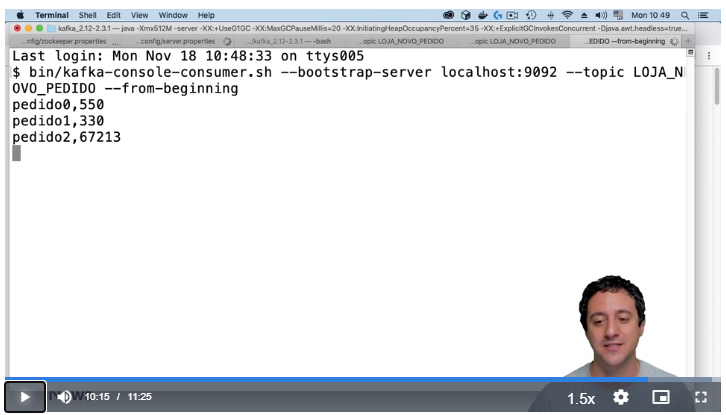 Terminal Shell Edit View Window Help Mon 10 49
kafka_2.12-2.3.1 — java -Xmx512M -server -XX:+UseG1GC -XX:MaxGCPauseMillis=20 -XX:InitiatingHeapOccupancyPercent=35 -XX:+ExplicitGCInvokesConcurrent -Djava.awt.headless=true...
...nfig/zookeeper.properties ... ...config/server.properties .../kafka_2.12-2.3.1 — -bash ...opic LOJA_NOVO_PEDIDO ...opic LOJA_NOVO_PEDIDO ...EDIDO --from-beginning
Last login: Mon Nov 18 10:48:33 on ttys005
$ bin/kafka-console-consumer.sh --bootstrap-server localhost:9092 --topic LOJA_N
OVO_PEDIDO --from-beginning
pedido0,550
pedido1,330
pedido2,67213
10:15 / 11:25 1.5x